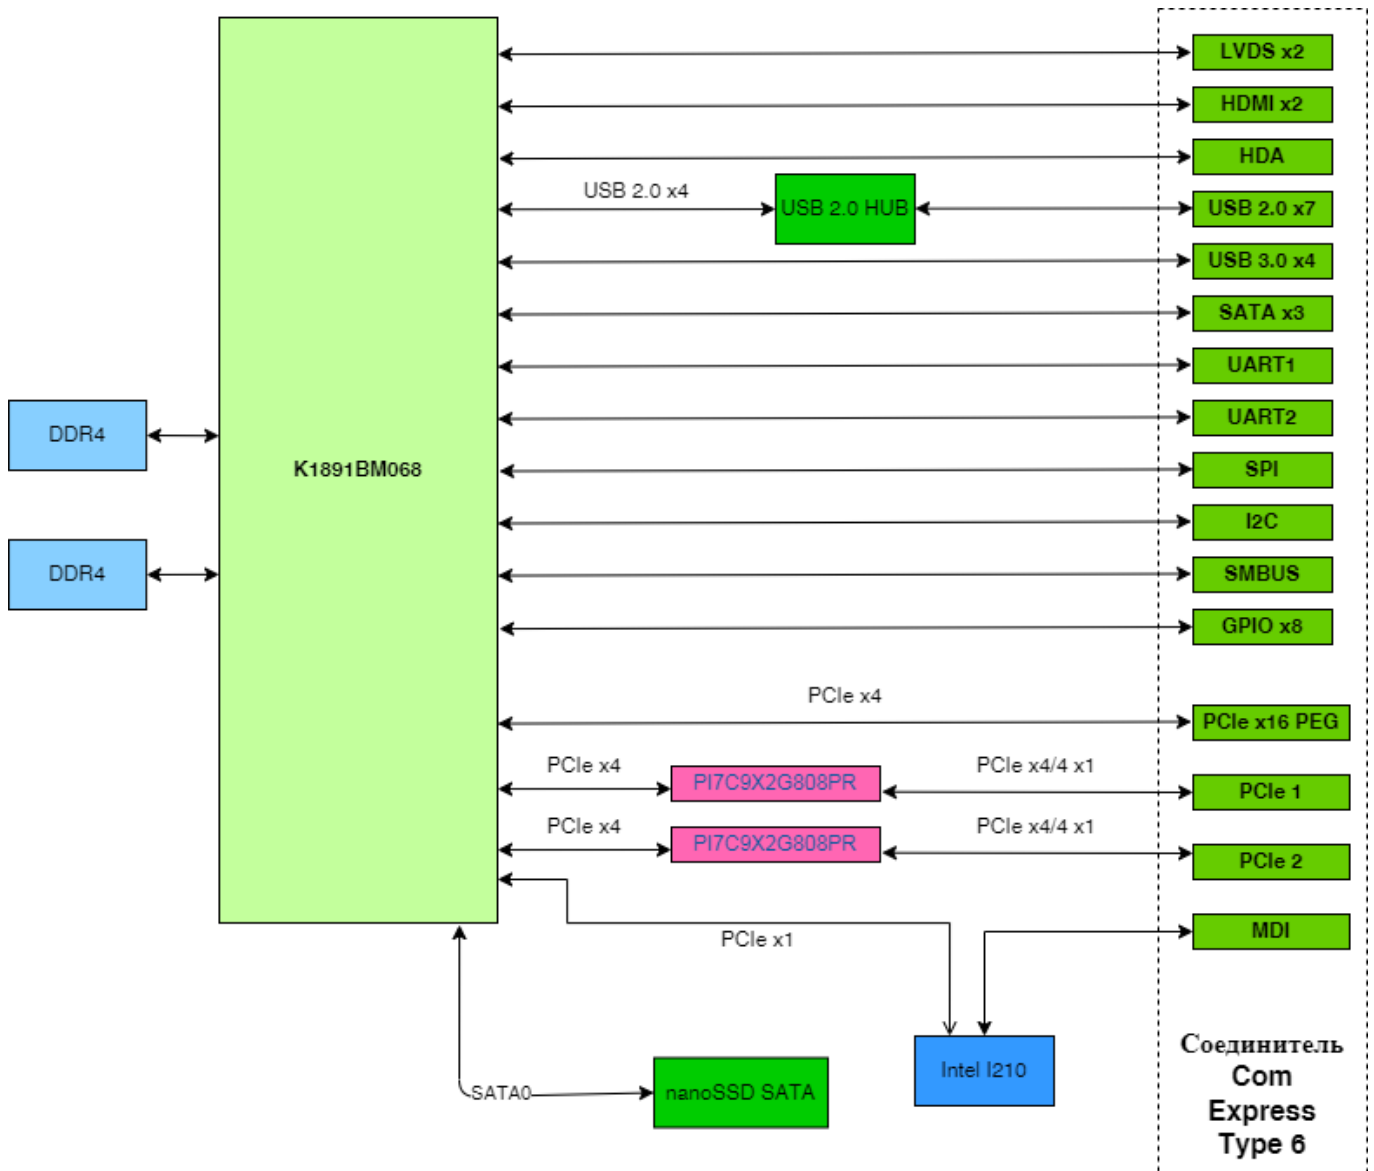 LVDS x2
HDMI x2
HDA
USB 2.0 x4
USB 2.0 HUB
USB 2.0 x7
USB 3.0 x4
SATA x3
UART1
UART2
DDR4
K1891BM068
SPI
I2C
DDR4
SMBUS
GPIO x8
PCIe x4
PCIe x16 PEG
PCIe x4
PI7C9X2G808PR
PCIe x4/4 x1
PCIe 1
PCIe x4
PI7C9X2G808PR
PCIe x4/4 x1
PCIe 2
PCIe x1
MDI
Intel I210
SATA0
nanoSSD SATA
Соединитель
Com
Express
Type 6